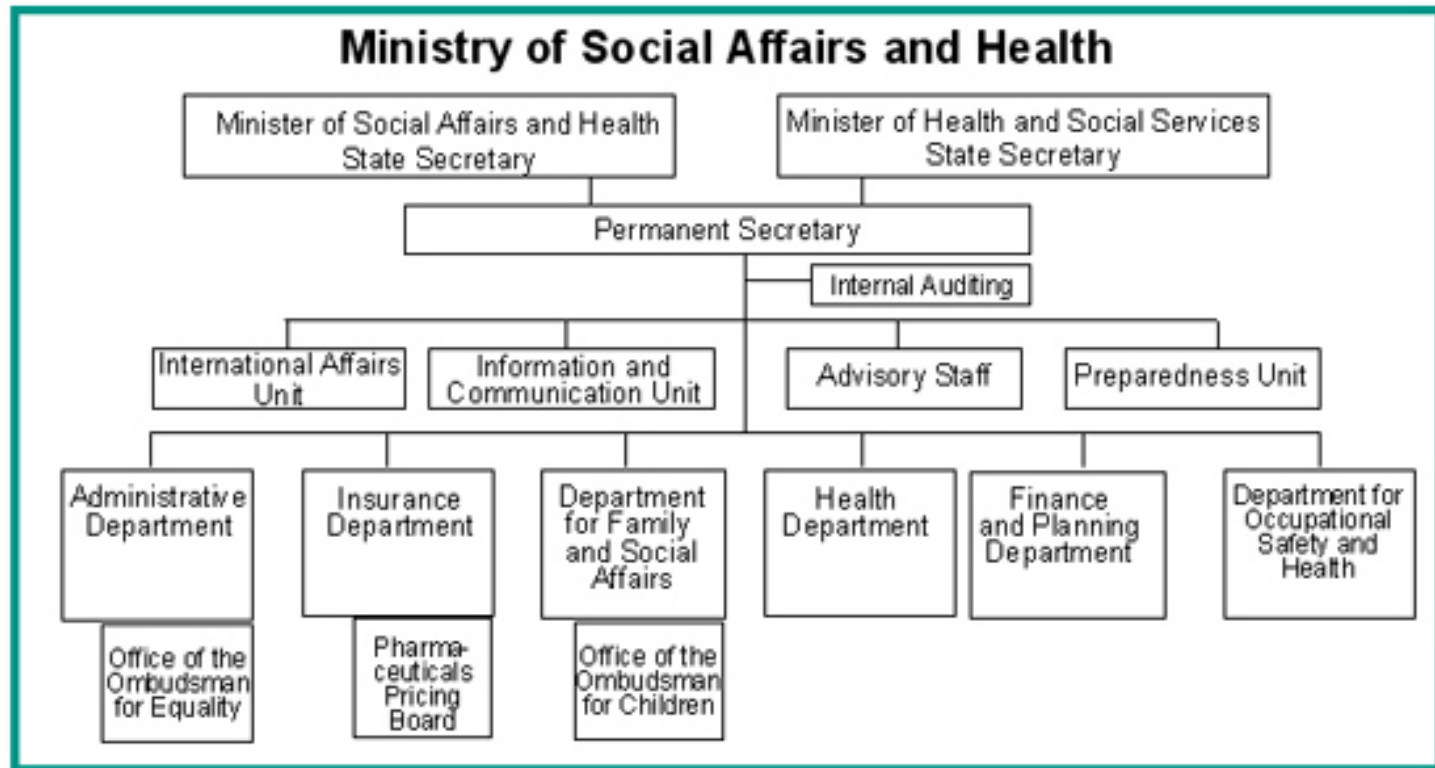 Ministry of Social Affairs and Health
Minister of Social Affairs and Health
State Secretary
Minister of Health and Social Services
State Secretary
Permanent Secretary
Internal Auditing
International Affairs
Unit
Information and
Communication Unit
Advisory Staff
Preparedness Unit
Administrative
Department
Insurance
Department
Department
for Family
and Social
Affairs
Health
Department
Finance
and Planning
Department
Department for
Occupational
Safety and
Health
Office of the
Ombudsman
for Equality
Pharma-
ceuticals
Pricing
Board
Office of the
Ombudsman
for Children